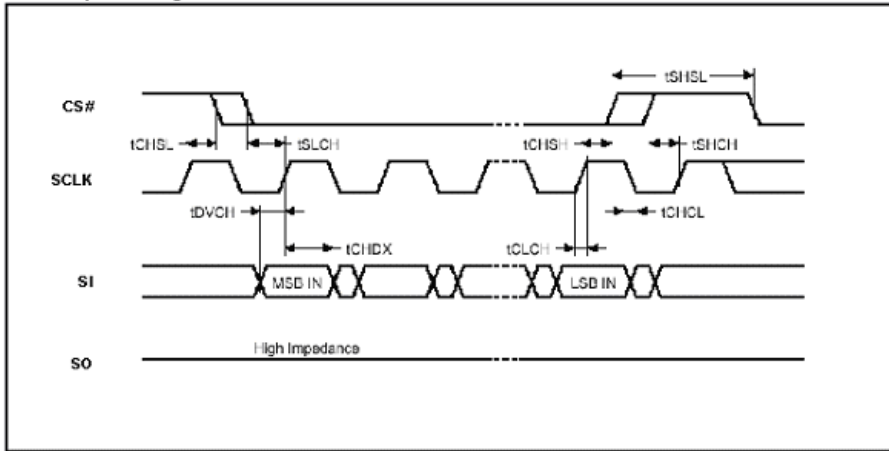 tSHSL
CS#
tCHSL
tSLCH
tCHSH
tSHCH
SCLK
tDVCH
tCHCL
tCHDX
tCLCH
SI
MSB IN
LSB IN
High Impedance
SO